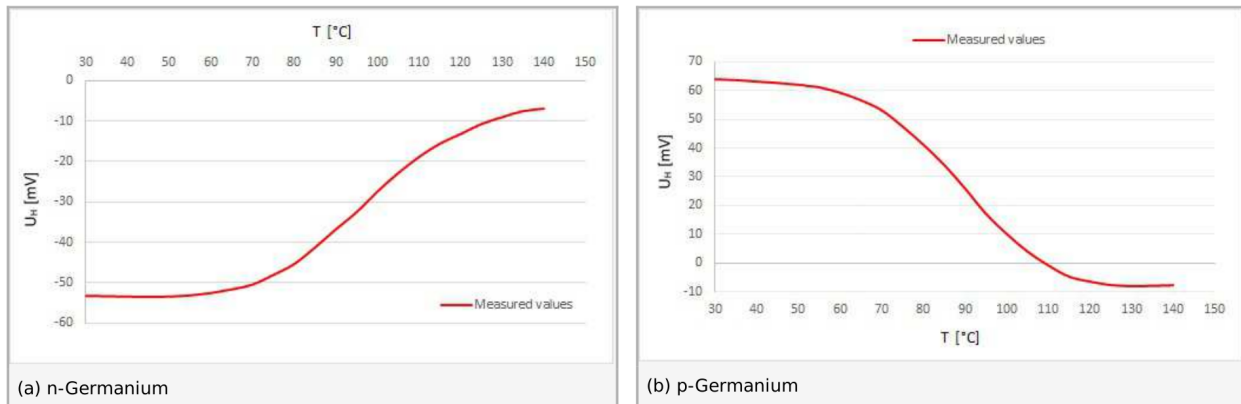 T [°C]
30 40 50 60 70 80 90 100 110 120 130 140 150
0
-10
-20
-30
-40
-50
-60
U_H [mV]
Measured values
(a) n-Germanium
Measured values
70
60
50
40
30
20
10
0
-10
U_H [mV]
30 40 50 60 70 80 90 100 110 120 130 140 150
T [°C]
(b) p-Germanium